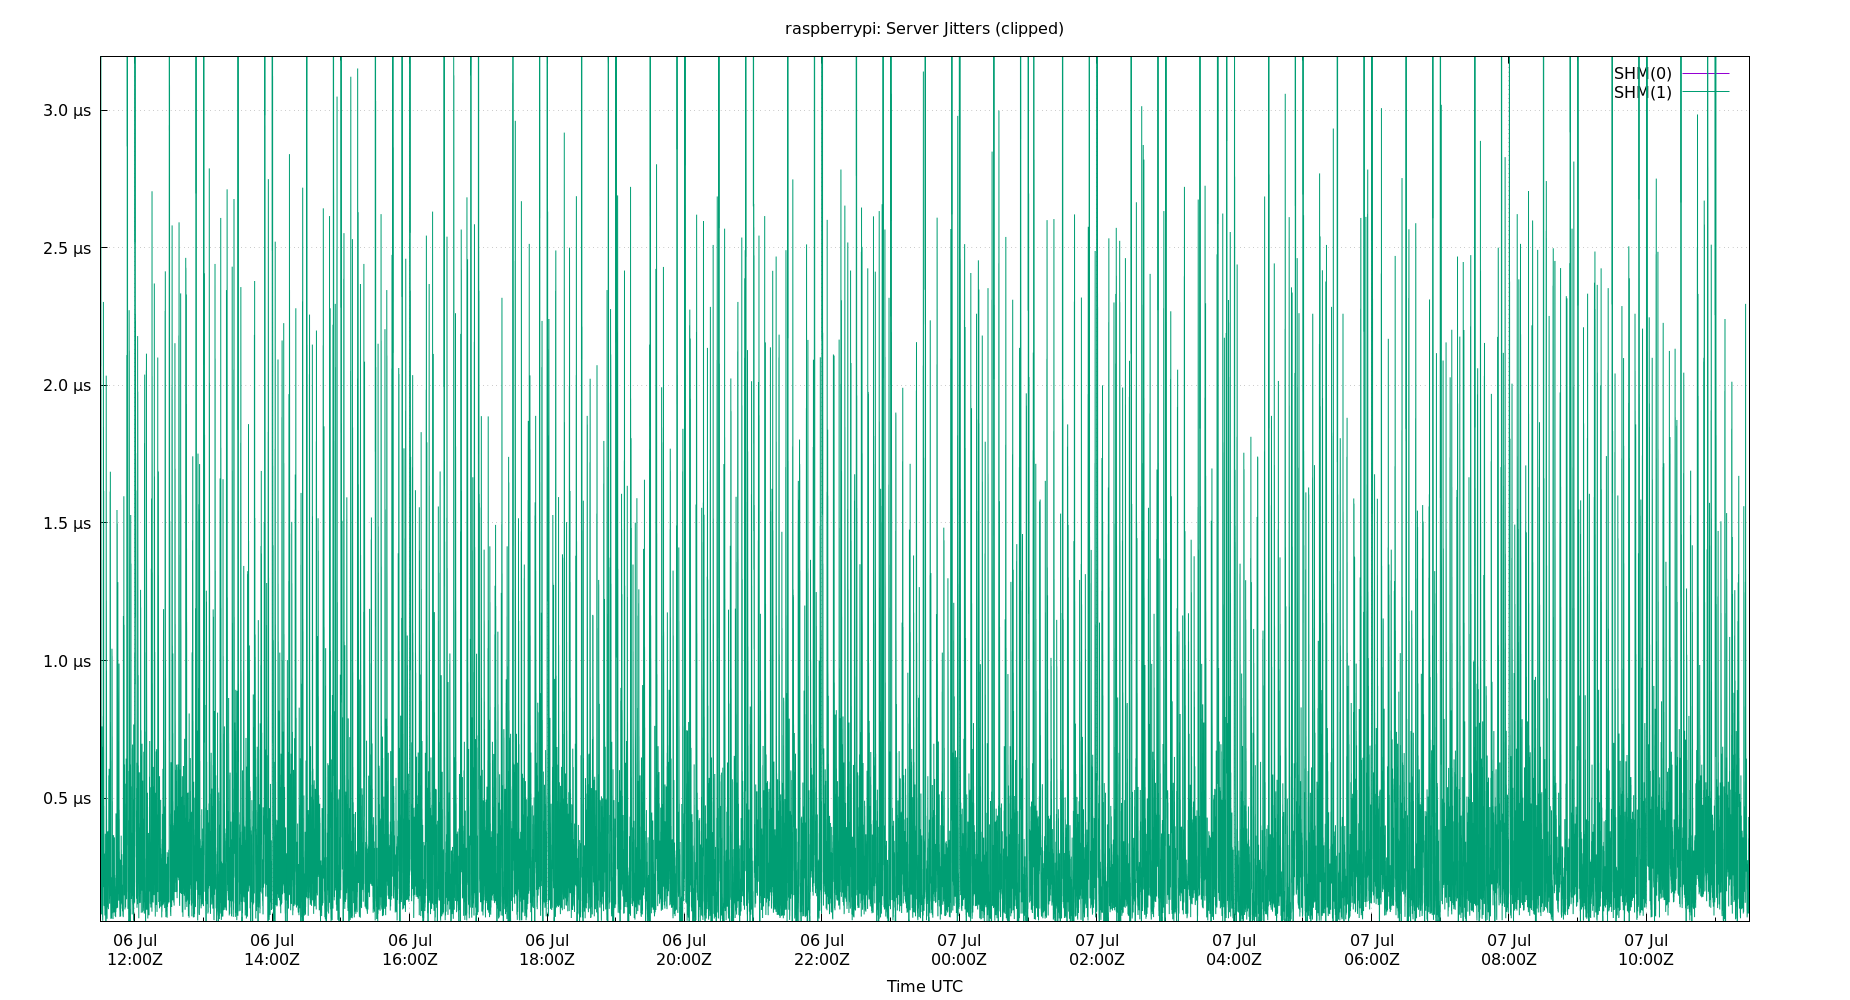 raspberrypi: Server Jitters (clipped)
SHM(0)
SHM(1)
3.0 µs
2.5 µs
2.0 µs
1.5 µs
1.0 µs
0.5 µs
06 Jul 06 Jul 06 Jul 06 Jul 06 Jul 06 Jul 07 Jul 07 Jul 07 Jul 07 Jul 07 Jul 07 Jul
12:00Z 14:00Z 16:00Z 18:00Z 20:00Z 22:00Z 00:00Z 02:00Z 04:00Z 06:00Z 08:00Z 10:00Z
Time UTC